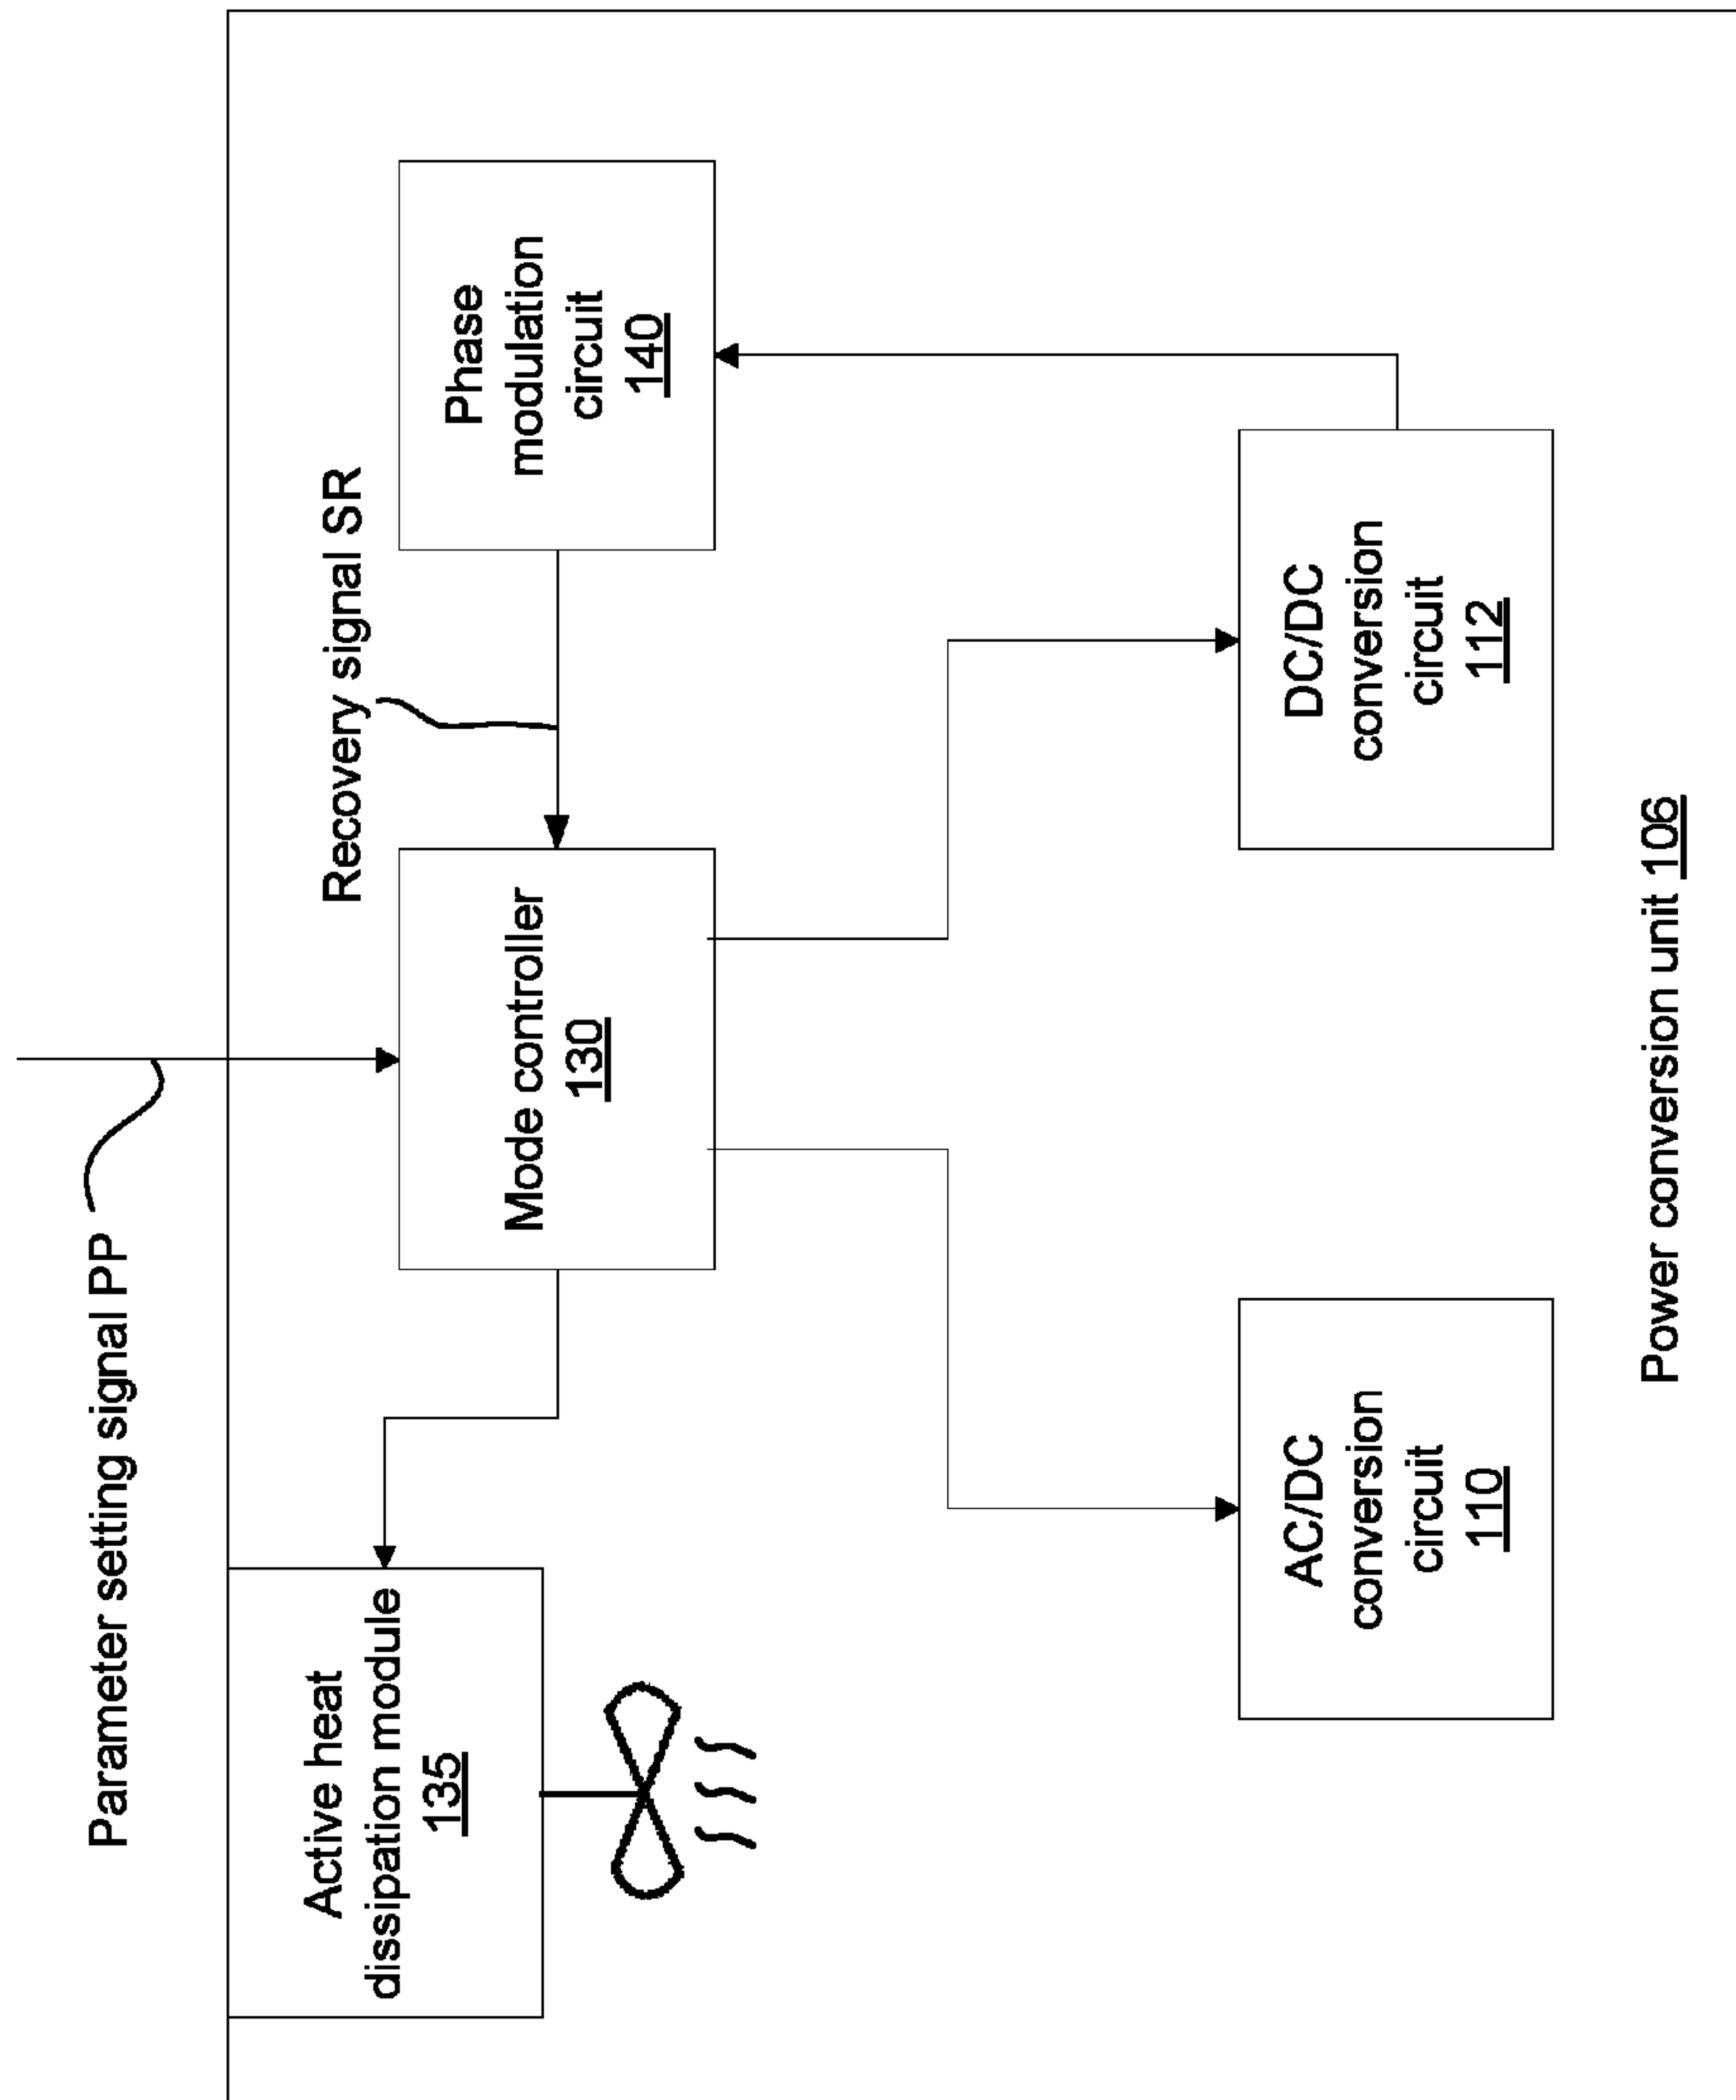 Parameter setting signal PP
Recovery signal SR
Active heat
dissipation module
135
Mode controller
130
Phase
modulation
circuit
140
AC/DC
conversion
circuit
110
DC/DC
conversion
circuit
112
Power conversion unit 106